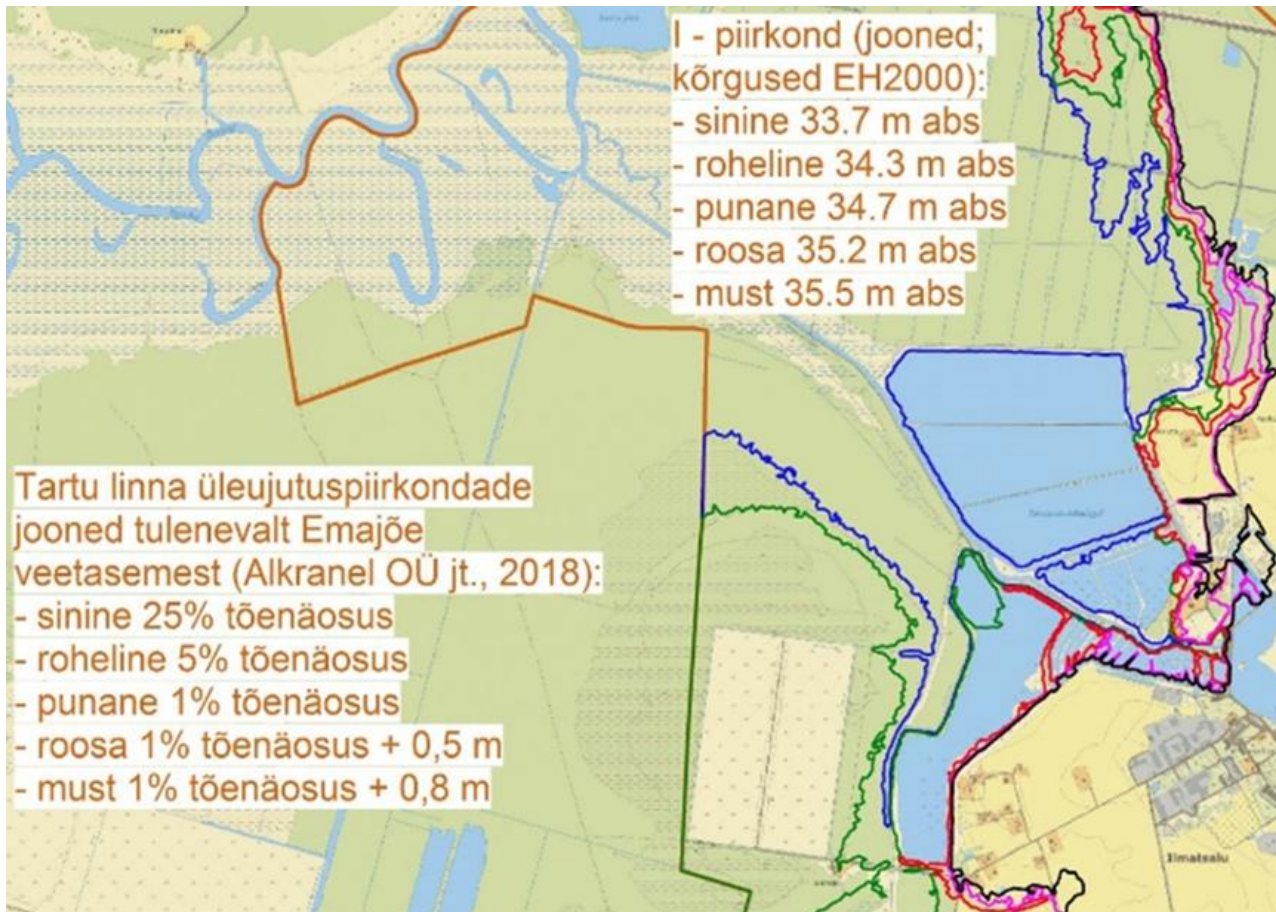 I - piirkond (jooned;
kõrgused EH2000):
- sinine 33.7 m abs
- roheline 34.3 m abs
- punane 34.7 m abs
- roosa 35.2 m abs
- must 35.5 m abs
Tartu linna üleujutuspiirkondade
jooned tulenevalt Emajõe
veetasemest (Alkranel OÜ jt., 2018):
- sinine 25% tõenäosus
- roheline 5% tõenäosus
- punane 1% tõenäosus
- roosa 1% tõenäosus + 0,5 m
- must 1% tõenäosus + 0,8 m
Ilmatsalu